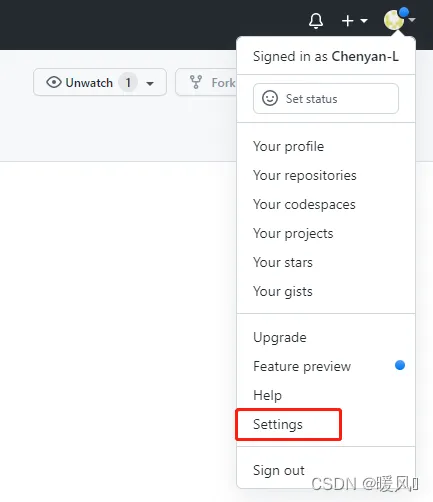 Unwatch 1
Fork
Signed in as Chenyan-L
Set status
Your profile
Your repositories
Your codespaces
Your projects
Your stars
Your gists
Upgrade
Feature preview
Help
Settings
Sign out
CSDN @暖风